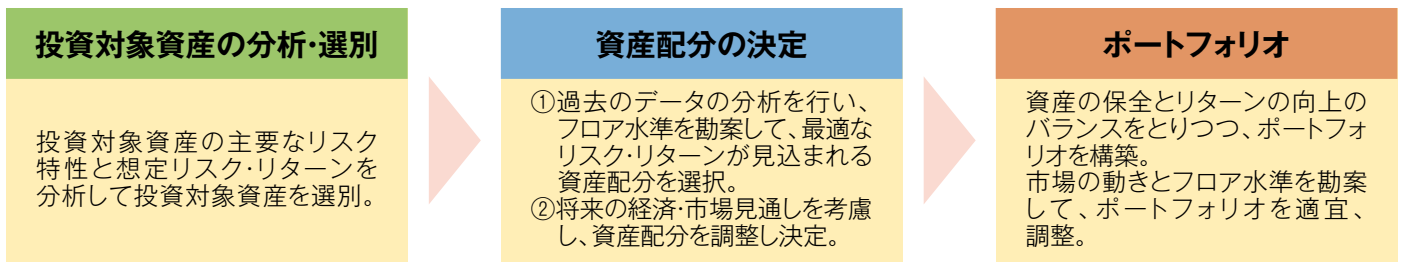 投資対象資産の分析・選別
投資対象資産の主要なリスク
特性と想定リスク・リターンを
分析して投資対象資産を選別。
資産配分の決定
①過去のデータの分析を行い、
フロア水準を勘案して、最適な
リスク・リターンが見込まれる
資産配分を選択。
②将来の経済・市場見通しを考慮
し、資産配分を調整し決定。
ポートフォリオ
資産の保全とリターンの向上の
バランスをとりつつ、ポートフォ
リオを構築。
市場の動きとフロア水準を勘案
して、ポートフォリオを適宜、
調整。